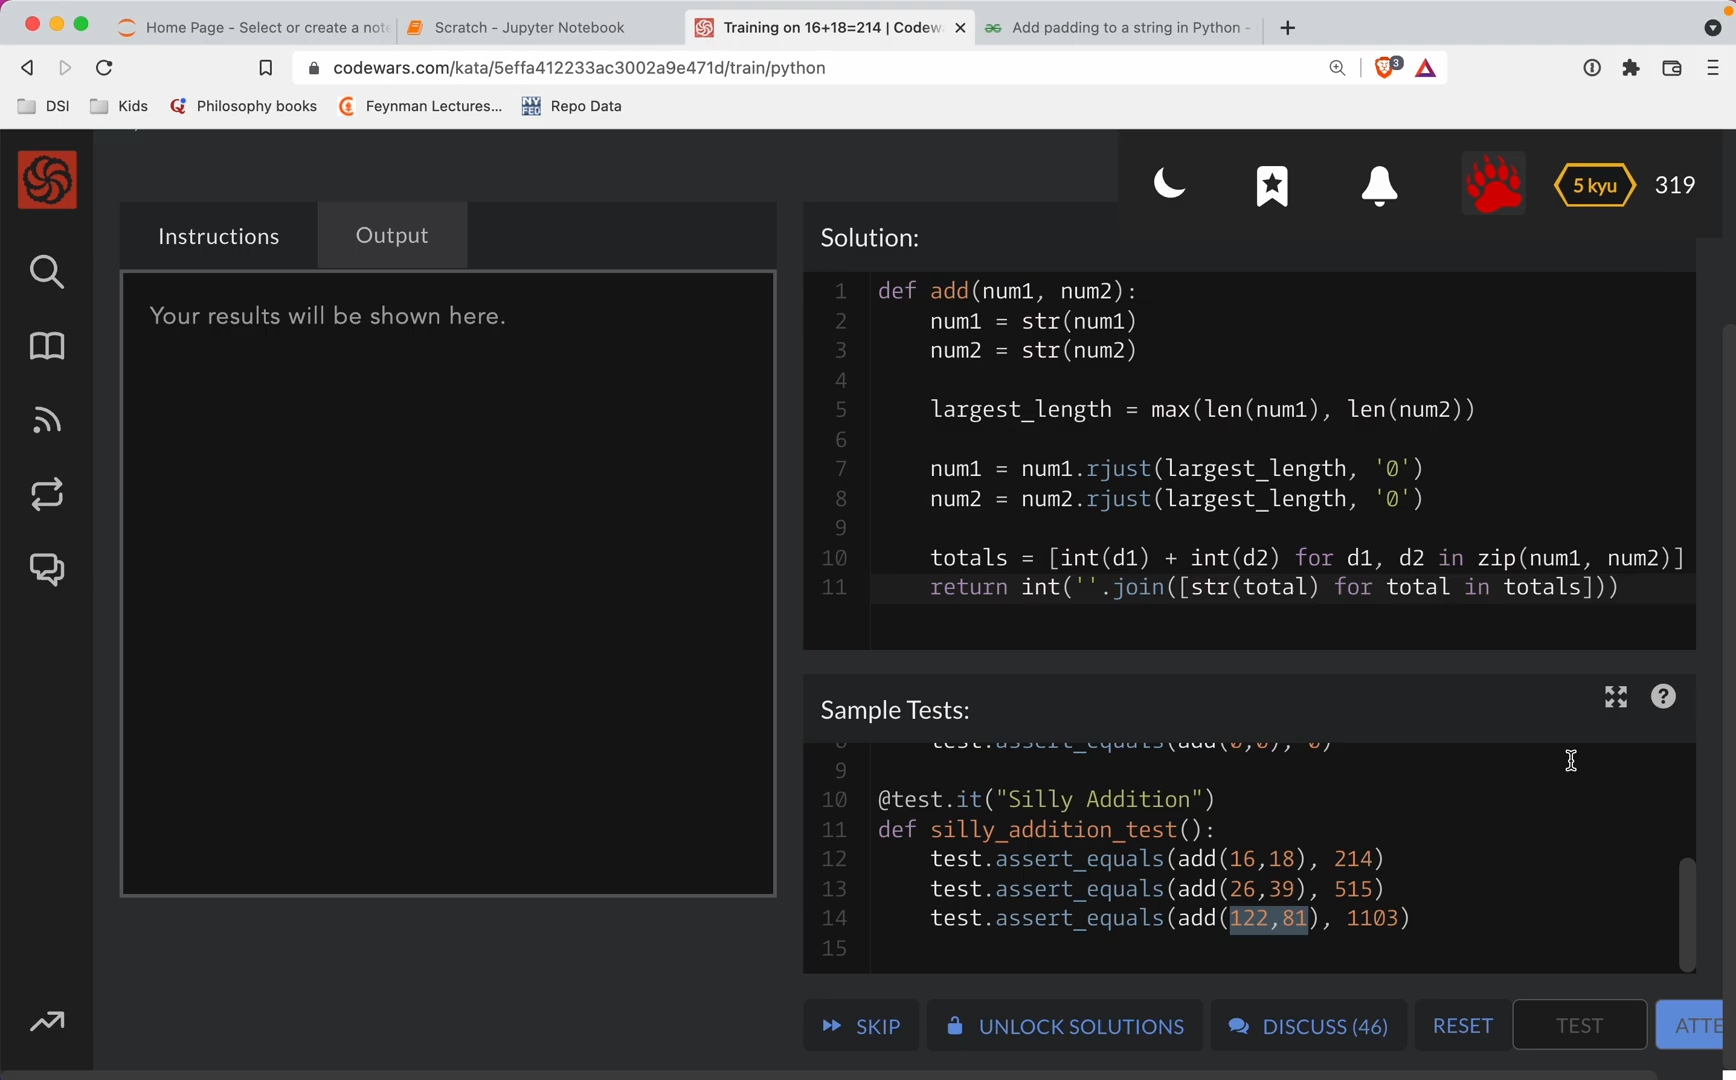 Home Page - Select or create a note
Scratch - Jupyter Notebook
Training on 16+18=214 | Codew
Add padding to a string in Python -
codewars.com/kata/5effa412233ac3002a9e471d/train/python
3
DSI
Kids
Philosophy books
Feynman Lectures...
NY FED
Repo Data
5 kyu
319
Instructions
Output
Your results will be shown here.
Solution:
1 def add(num1, num2):
2 num1 = str(num1)
3 num2 = str(num2)
4
5 largest_length = max(len(num1), len(num2))
6
7 num1 = num1.rjust(largest_length, '0')
8 num2 = num2.rjust(largest_length, '0')
9
10 totals = [int(d1) + int(d2) for d1, d2 in zip(num1, num2)]
11 return int(''.join([str(total) for total in totals]))
Sample Tests:
8 test.assert_equals(add(0,0), 0)
9
10 @test.it("Silly Addition")
11 def silly_addition_test():
12 test.assert_equals(add(16,18), 214)
13 test.assert_equals(add(26,39), 515)
14 test.assert_equals(add(122,81), 1103)
15
SKIP
UNLOCK SOLUTIONS
DISCUSS (46)
RESET
TEST
ATTE